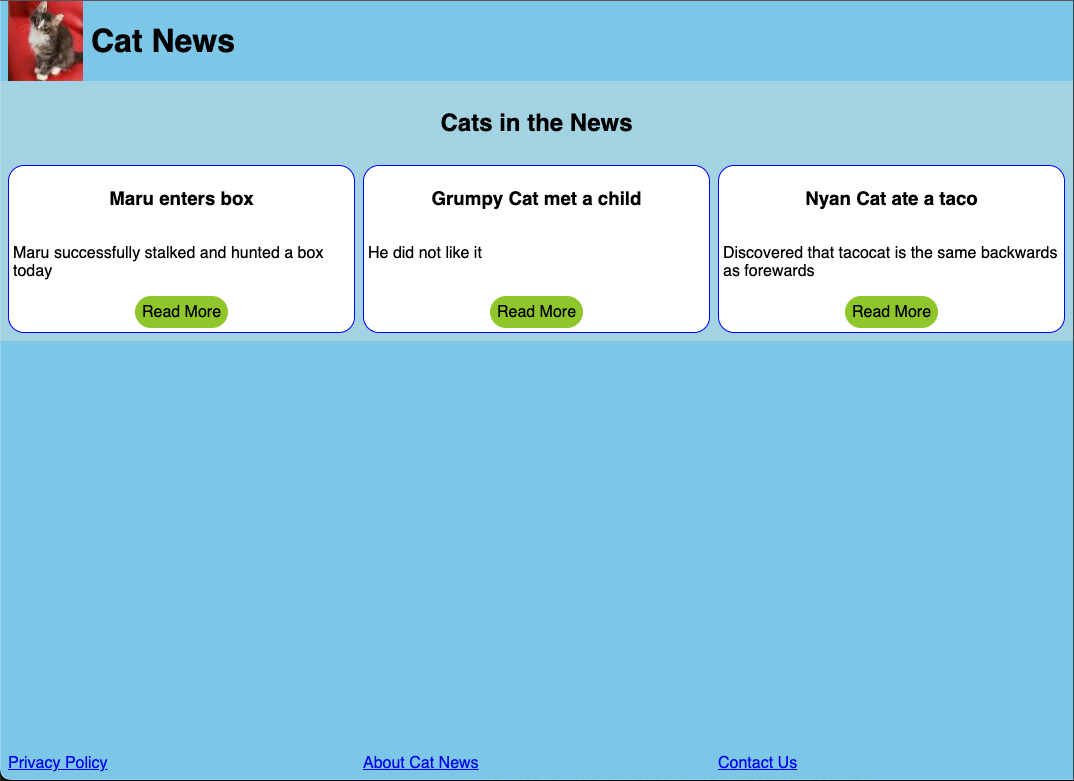 Cat News
Cats in the News
Maru enters box
Maru successfully stalked and hunted a box
today
Read More
Grumpy Cat met a child
He did not like it
Read More
Nyan Cat ate a taco
Discovered that tacocat is the same backwards
as forewards
Read More
Privacy Policy
About Cat News
Contact Us